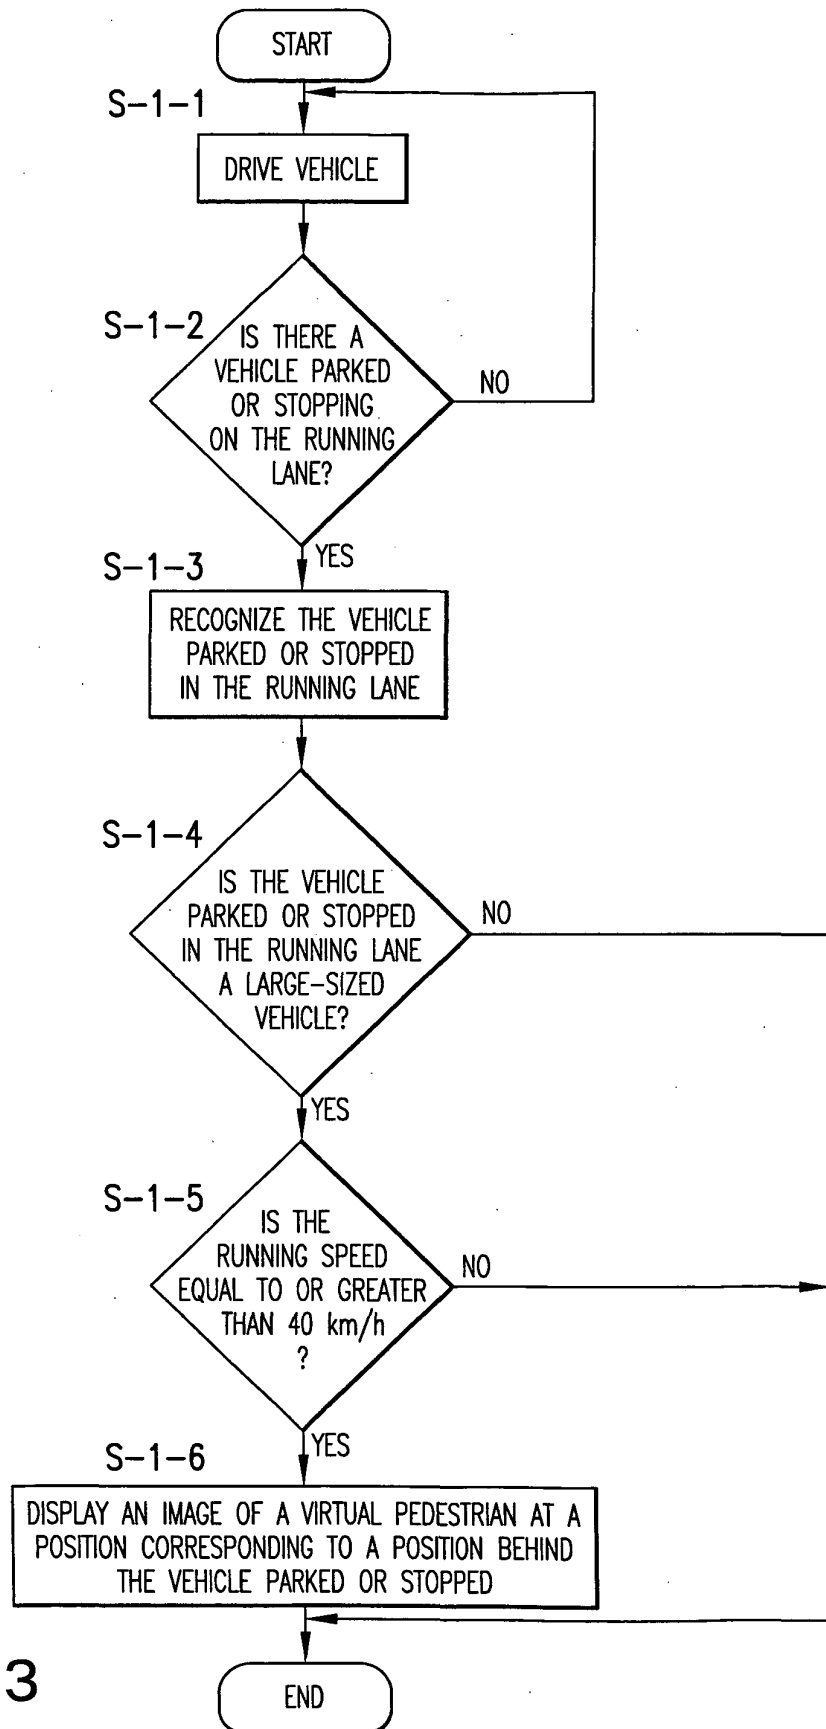 START
S-1-1
DRIVE VEHICLE
S-1-2
IS THERE A
VEHICLE PARKED
OR STOPPING
ON THE RUNNING
LANE?
NO
YES
S-1-3
RECOGNIZE THE VEHICLE
PARKED OR STOPPED
IN THE RUNNING LANE
S-1-4
IS THE VEHICLE
PARKED OR STOPPED
IN THE RUNNING LANE
A LARGE-SIZED
VEHICLE?
NO
YES
S-1-5
IS THE
RUNNING SPEED
EQUAL TO OR GREATER
THAN 40 km/h
?
NO
YES
S-1-6
DISPLAY AN IMAGE OF A VIRTUAL PEDESTRIAN AT A
POSITION CORRESPONDING TO A POSITION BEHIND
THE VEHICLE PARKED OR STOPPED
3
END